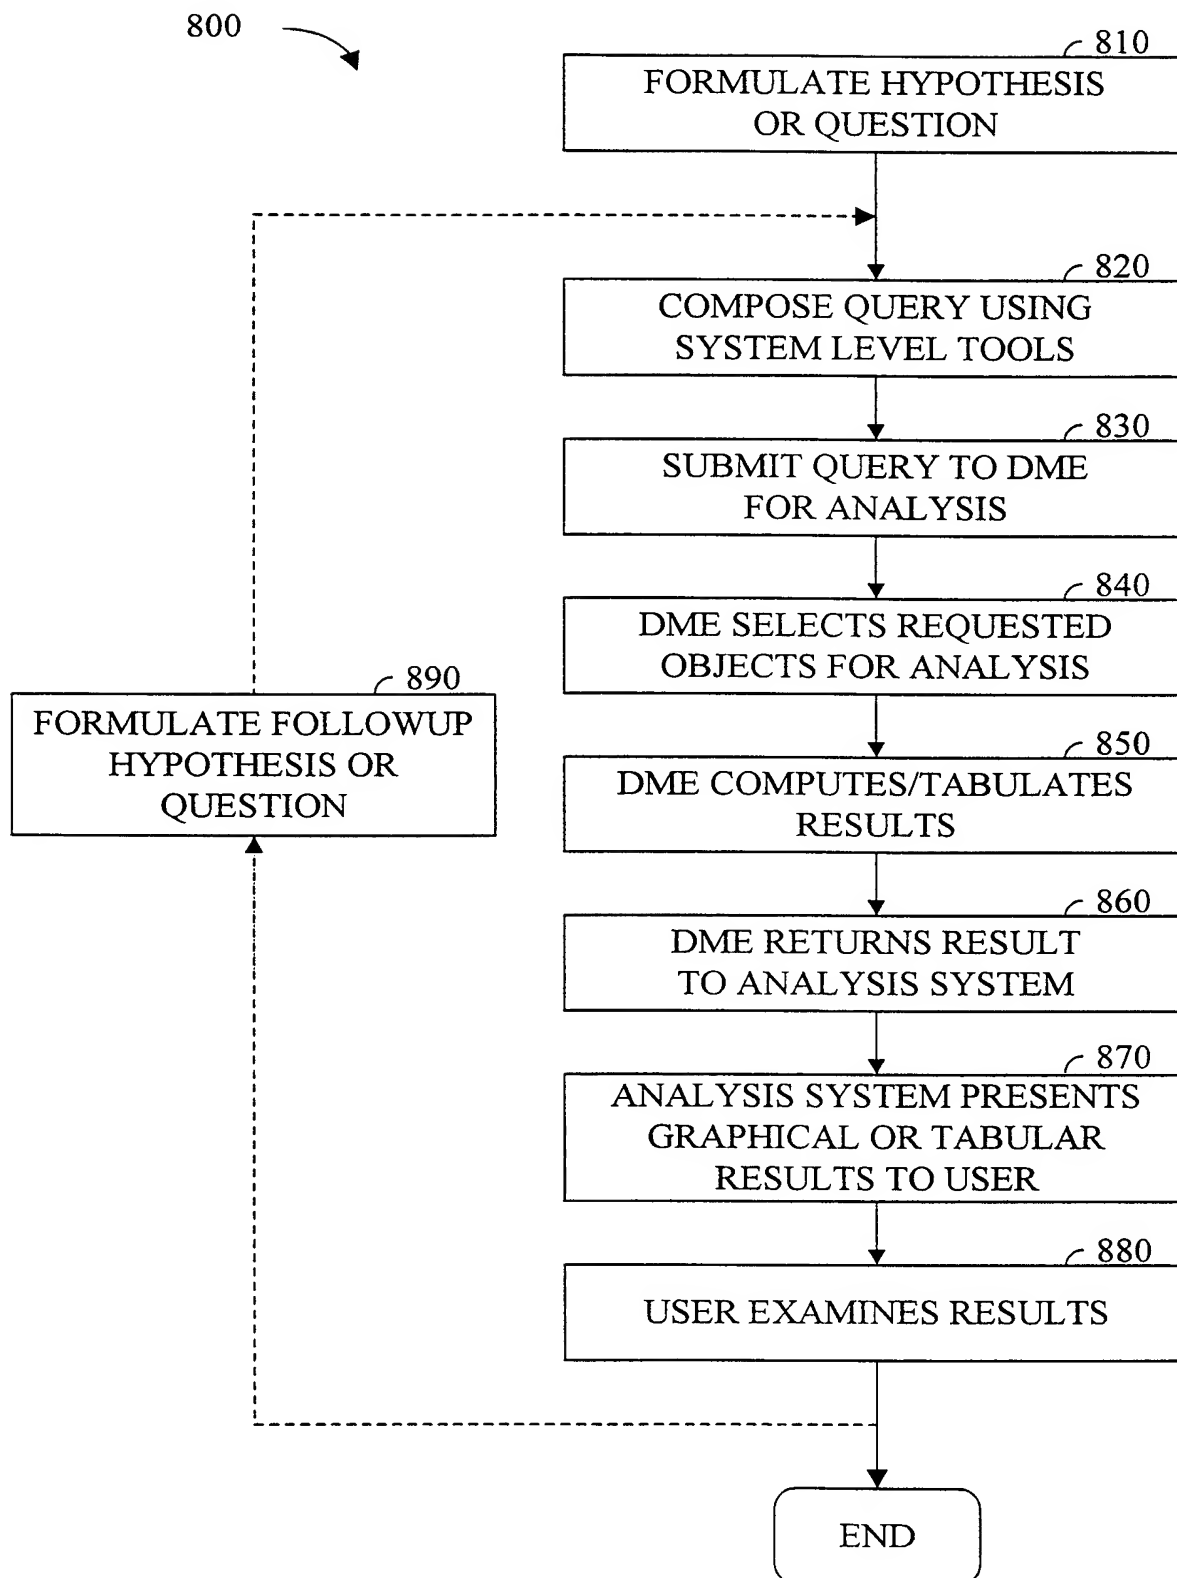 800
810
FORMULATE HYPOTHESIS
OR QUESTION
820
COMPOSE QUERY USING
SYSTEM LEVEL TOOLS
830
SUBMIT QUERY TO DME
FOR ANALYSIS
840
DME SELECTS REQUESTED
OBJECTS FOR ANALYSIS
890
FORMULATE FOLLOWUP
HYPOTHESIS OR
QUESTION
850
DME COMPUTES/TABULATES
RESULTS
860
DME RETURNS RESULT
TO ANALYSIS SYSTEM
870
ANALYSIS SYSTEM PRESENTS
GRAPHICAL OR TABULAR
RESULTS TO USER
880
USER EXAMINES RESULTS
END